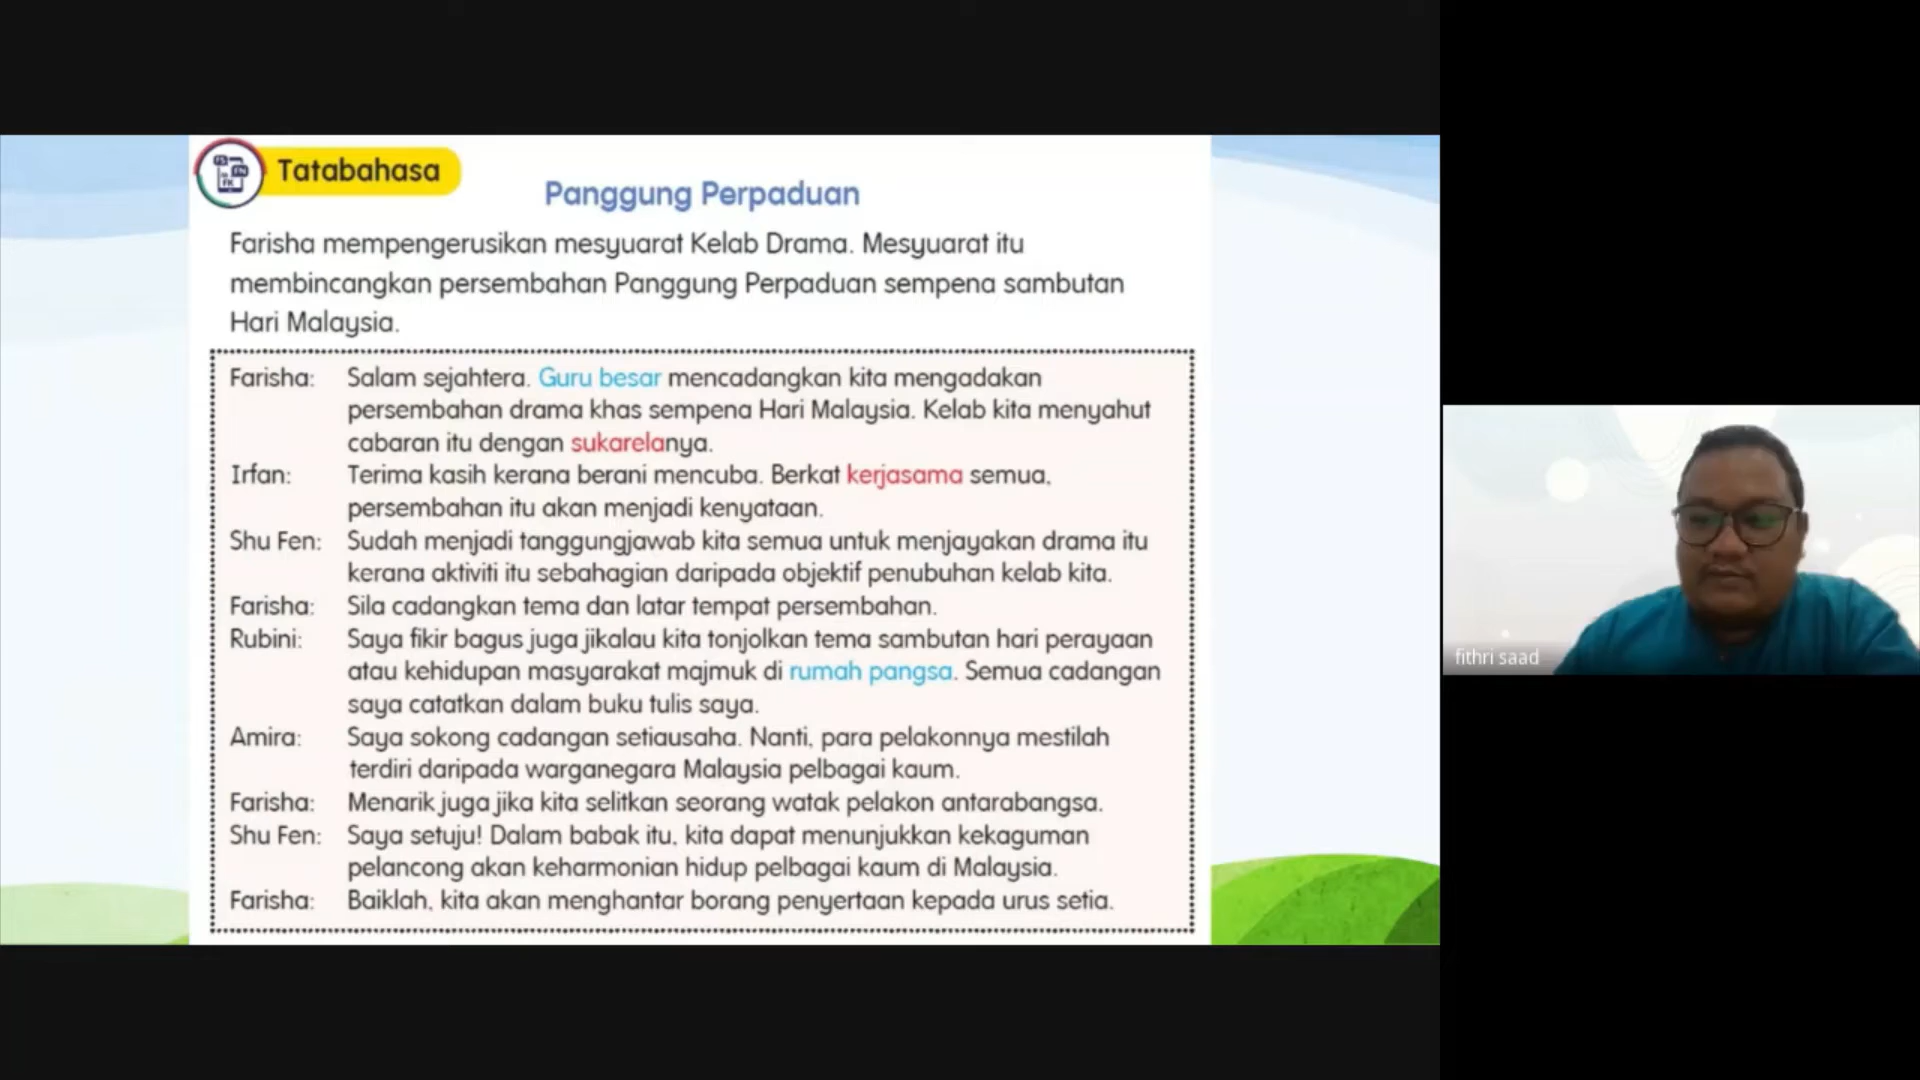 Tatabahasa
Panggung Perpaduan
Farisha mempengerusikan mesyuarat Kelab Drama. Mesyuarat itu
membincangkan persembahan Panggung Perpaduan sempena sambutan
Hari Malaysia.
Farisha: Salam sejahtera. Guru besar mencadangkan kita mengadakan
persembahan drama khas sempena Hari Malaysia. Kelab kita menyahut
cabaran itu dengan sukarelanya.
Irfan: Terima kasih kerana berani mencuba. Berkat kerjasama semua,
persembahan itu akan menjadi kenyataan.
Shu Fen: Sudah menjadi tanggungjawab kita semua untuk menjayakan drama itu
kerana aktiviti itu sebahagian daripada objektif penubuhan kelab kita.
Farisha: Sila cadangkan tema dan latar tempat persembahan.
Rubini: Saya fikir bagus juga jikalau kita tonjolkan tema sambutan hari perayaan
atau kehidupan masyarakat majmuk di rumah pangsa. Semua cadangan
saya catatkan dalam buku tulis saya.
Amira: Saya sokong cadangan setiausaha. Nanti, para pelakonnya mestilah
terdiri daripada warganegara Malaysia pelbagai kaum.
Farisha: Menarik juga jika kita selitkan seorang watak pelakon antarabangsa.
Shu Fen: Saya setuju! Dalam babak itu, kita dapat menunjukkan kekaguman
pelancong akan keharmonian hidup pelbagai kaum di Malaysia.
Farisha: Baiklah, kita akan menghantar borang penyertaan kepada urus setia.
fithri saad